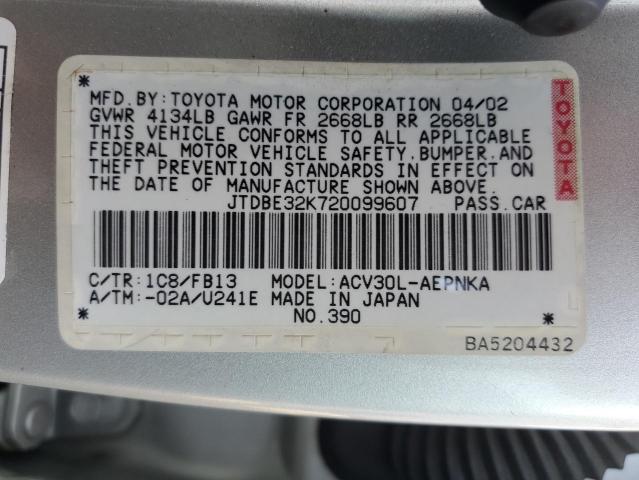 MFD.BY:TOYOTA MOTOR CORPORATION 04/02
GVWR 4134LB GAWR FR 2668LB RR 2668LB
THIS VEHICLE CONFORMS TO ALL APPLICABLE
FEDERAL MOTOR VEHICLE SAFETY,BUMPER,AND
THEFT PREVENTION STANDARDS IN EFFECT ON
THE DATE OF MANUFACTURE SHOWN ABOVE.
JTDBE32K720099607 PASS.CAR
C/TR:1C8/FB13 MODEL:ACV30L-AEPNKA
A/TM:-02A/U241E MADE IN JAPAN
NO.390
TOYOTA
BA5204432